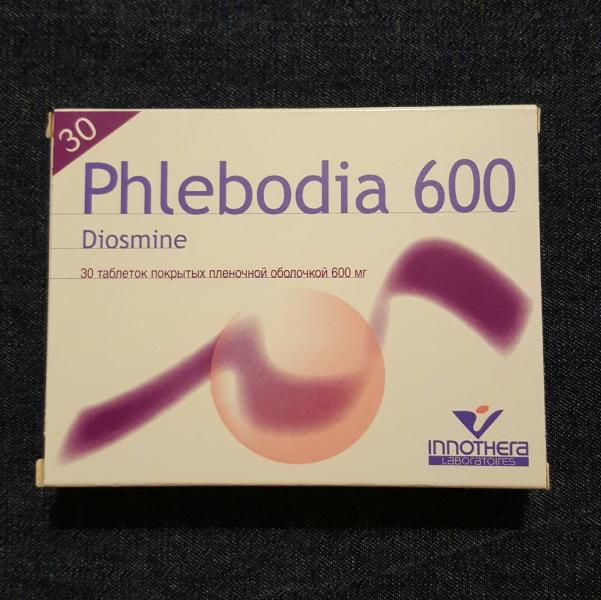 30
Phlebodia 600
Diosmine
30 таблеток покрытых пленочной оболочкой 600 мг
INNOTHERA
LABORATOIRES